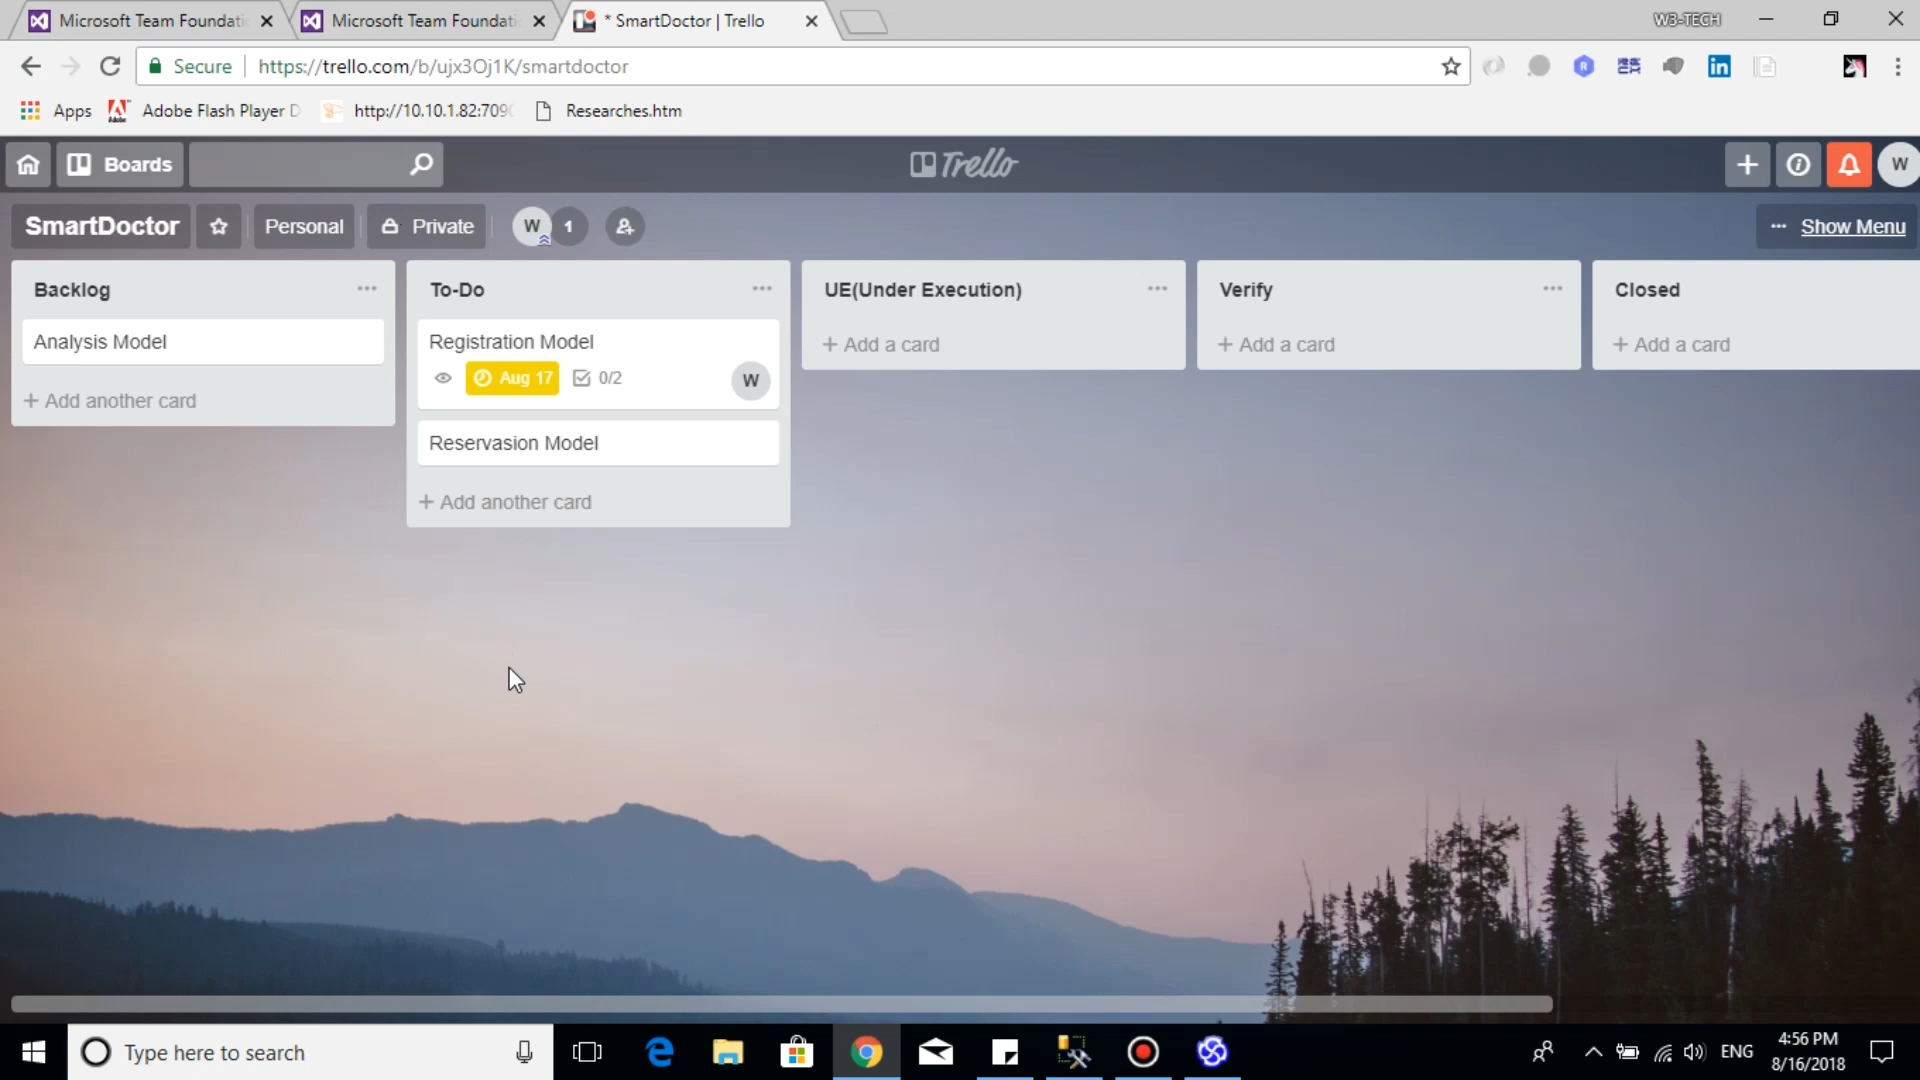 Microsoft Team Foundati
Microsoft Team Foundati
* SmartDoctor | Trello
W3-TECH
Secure
https://trello.com/b/ujx3Oj1K/smartdoctor
Apps
Adobe Flash Player D
http://10.10.1.82:709
Researches.htm
Boards
Trello
W
SmartDoctor
Personal
Private
W
1
... Show Menu
Backlog
Analysis Model
+ Add another card
To-Do
Registration Model
Aug 17
0/2
W
Reservasion Model
+ Add another card
UE(Under Execution)
+ Add a card
Verify
+ Add a card
Closed
+ Add a card
Type here to search
ENG
4:56 PM
8/16/2018